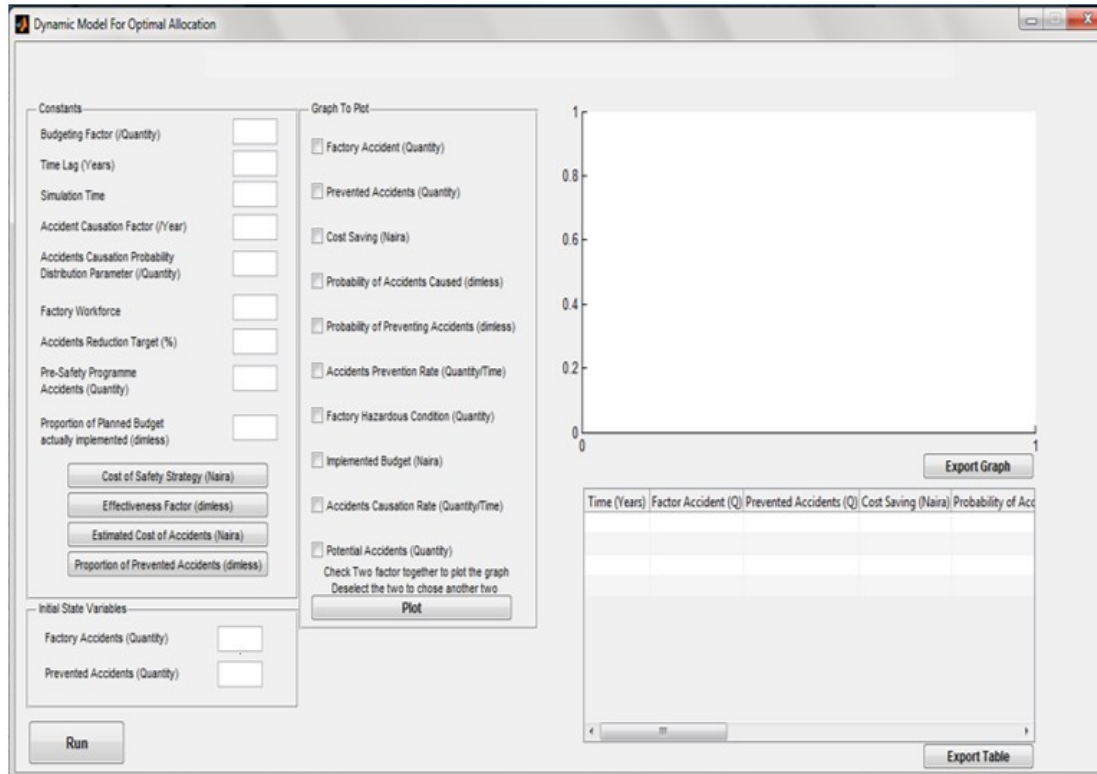 Dynamic Model For Optimal Allocation
Constants
Budgeting Factor (/Quantity)
Time Lag (Years)
Simulation Time
Accident Causation Factor (/Year)
Accidents Causation Probability
Distribution Parameter (/Quantity)
Factory Workforce
Accidents Reduction Target (%)
Pre-Safety Programme
Accidents (Quantity)
Proportion of Planned Budget
actually implemented (dimless)
Cost of Safety Strategy (Naira)
Effectiveness Factor (dimless)
Estimated Cost of Accidents (Naira)
Proportion of Prevented Accidents (dimless)
Initial State Variables
Factory Accidents (Quantity)
Prevented Accidents (Quantity)
Run
Graph To Plot
Factory Accident (Quantity)
Prevented Accidents (Quantity)
Cost Saving (Naira)
Probability of Accidents Caused (dimless)
Probability of Preventing Accidents (dimless)
Accidents Prevention Rate (Quantity/Time)
Factory Hazardous Condition (Quantity)
Implemented Budget (Naira)
Accidents Causation Rate (Quantity/Time)
Potential Accidents (Quantity)
Check Two factor together to plot the graph
Deselect the two to chose another two
Plot
1
0.8
0.6
0.4
0.2
0
0 1
Export Graph
Time (Years) Factor Accident (Q) Prevented Accidents (Q) Cost Saving (Naira) Probability of Acc
Export Table